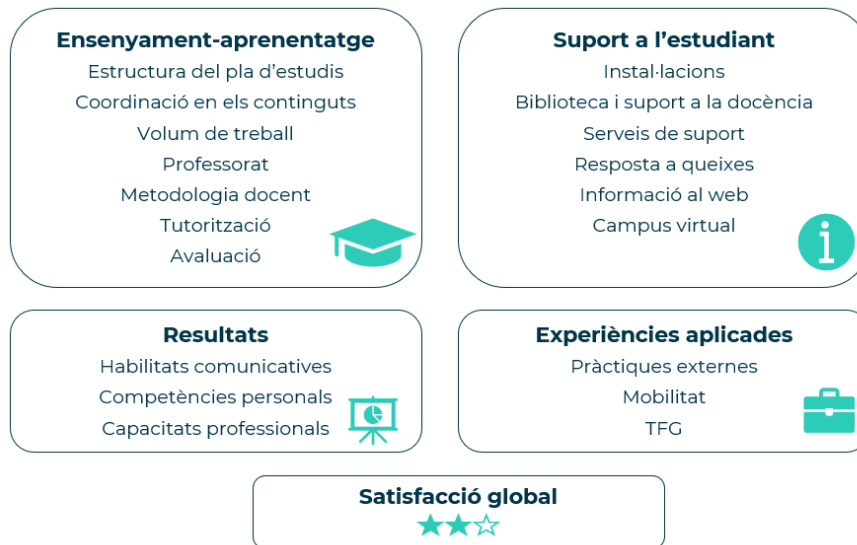 Ensenyament-aprenentatge
Estructura del pla d’estudis
Coordinació en els continguts
Volum de treball
Professorat
Metodologia docent
Tutorització
Avaluació
Suport a l’estudiant
Instal·lacions
Biblioteca i suport a la docència
Serveis de suport
Resposta a queixes
Informació al web
Campus virtual
Resultats
Habilitats comunicatives
Competències personals
Capacitats professionals
Experiències aplicades
Pràctiques externes
Mobilitat
TFG
Satisfacció global